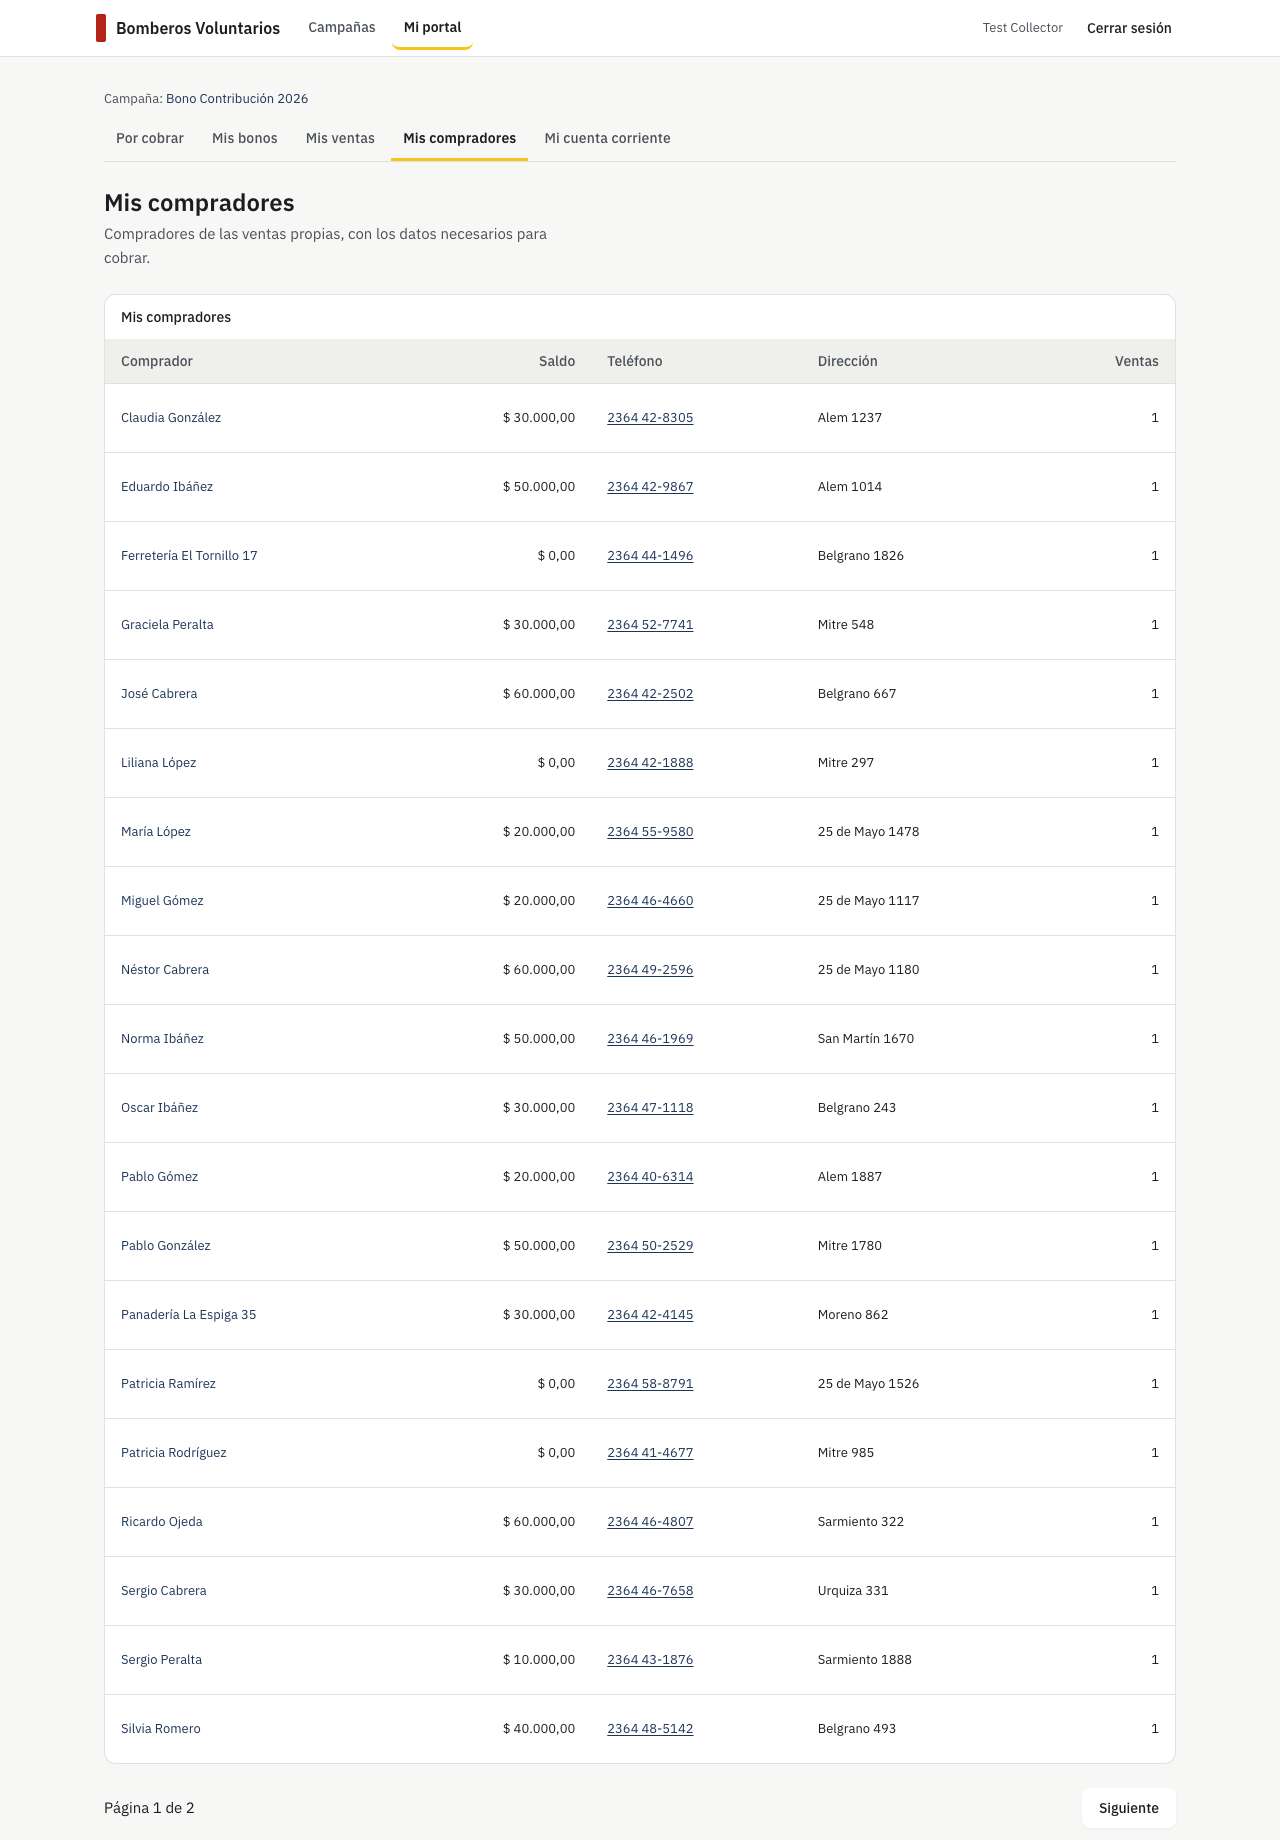 Bomberos Voluntarios Campañas Mi portal Test Collector Cerrar sesión
Campaña: Bono Contribución 2026
Por cobrar Mis bonos Mis ventas Mis compradores Mi cuenta corriente
Mis compradores
Compradores de las ventas propias, con los datos necesarios para
cobrar.
Mis compradores
Comprador Saldo Teléfono Dirección Ventas
Claudia González $ 30.000,00 2364 42-8305 Alem 1237 1
Eduardo Ibáñez $ 50.000,00 2364 42-9867 Alem 1014 1
Ferretería El Tornillo 17 $ 0,00 2364 44-1496 Belgrano 1826 1
Graciela Peralta $ 30.000,00 2364 52-7741 Mitre 548 1
José Cabrera $ 60.000,00 2364 42-2502 Belgrano 667 1
Liliana López $ 0,00 2364 42-1888 Mitre 297 1
María López $ 20.000,00 2364 55-9580 25 de Mayo 1478 1
Miguel Gómez $ 20.000,00 2364 46-4660 25 de Mayo 1117 1
Néstor Cabrera $ 60.000,00 2364 49-2596 25 de Mayo 1180 1
Norma Ibáñez $ 50.000,00 2364 46-1969 San Martín 1670 1
Oscar Ibáñez $ 30.000,00 2364 47-1118 Belgrano 243 1
Pablo Gómez $ 20.000,00 2364 40-6314 Alem 1887 1
Pablo González $ 50.000,00 2364 50-2529 Mitre 1780 1
Panadería La Espiga 35 $ 30.000,00 2364 42-4145 Moreno 862 1
Patricia Ramírez $ 0,00 2364 58-8791 25 de Mayo 1526 1
Patricia Rodríguez $ 0,00 2364 41-4677 Mitre 985 1
Ricardo Ojeda $ 60.000,00 2364 46-4807 Sarmiento 322 1
Sergio Cabrera $ 30.000,00 2364 46-7658 Urquiza 331 1
Sergio Peralta $ 10.000,00 2364 43-1876 Sarmiento 1888 1
Silvia Romero $ 40.000,00 2364 48-5142 Belgrano 493 1
Página 1 de 2 Siguiente